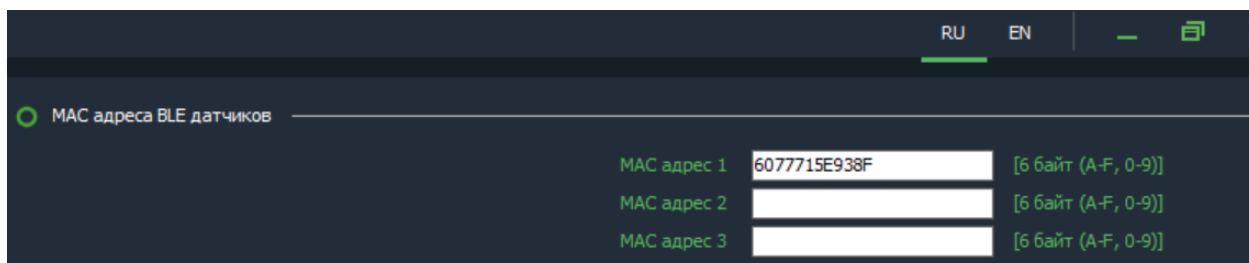 RU EN
MAC адреса BLE датчиков
MAC адрес 1 6077715E938F [6 байт (A-F, 0-9)]
MAC адрес 2 [6 байт (A-F, 0-9)]
MAC адрес 3 [6 байт (A-F, 0-9)]